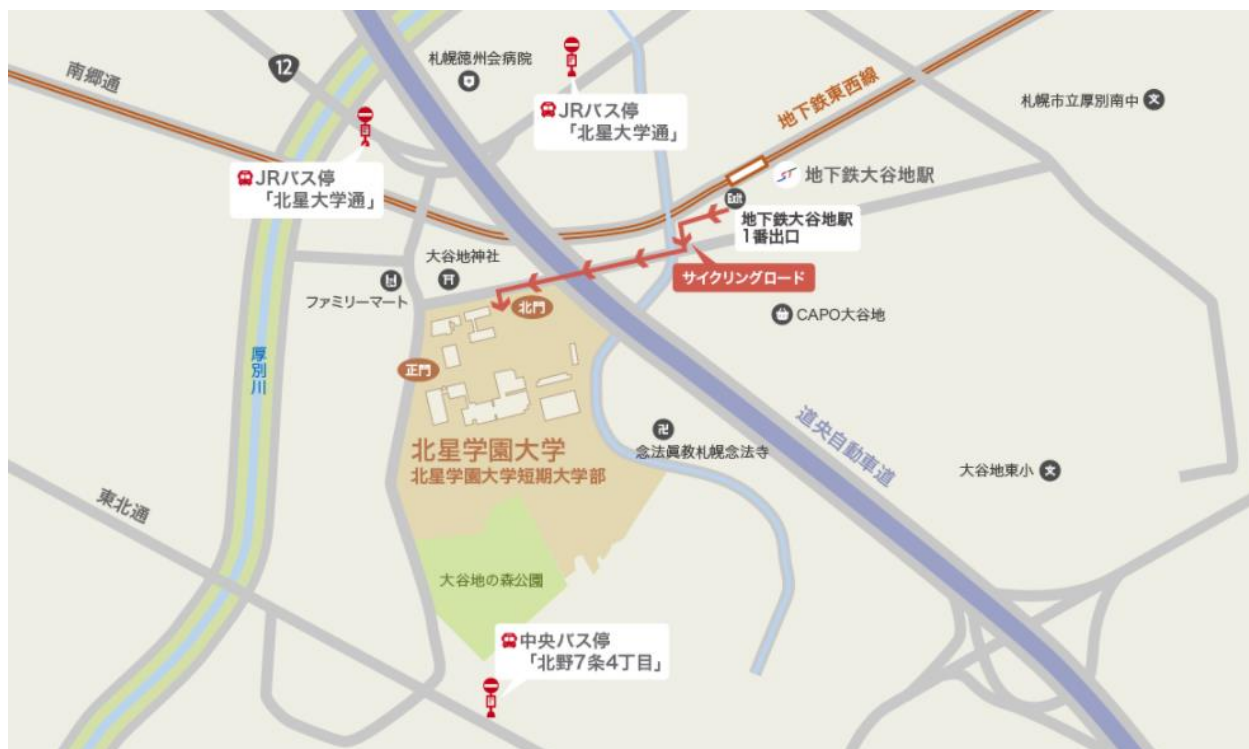 12
南郷通
札幌徳州会病院
JRバス停
「北星大学通」
JRバス停
「北星大学通」
地下鉄東西線
札幌市立厚別南中
文
ST
地下鉄大谷地駅
Exit
地下鉄大谷地駅
1番出口
サイクリングロード
大谷地神社
ファミリーマート
北門
CAPO大谷地
正門
厚別川
北星学園大学
北星学園大学短期大学部
卍
念法眞教札幌念法寺
道央自動車道
大谷地東小
文
東北通
大谷地の森公園
中央バス停
「北野7条4丁目」